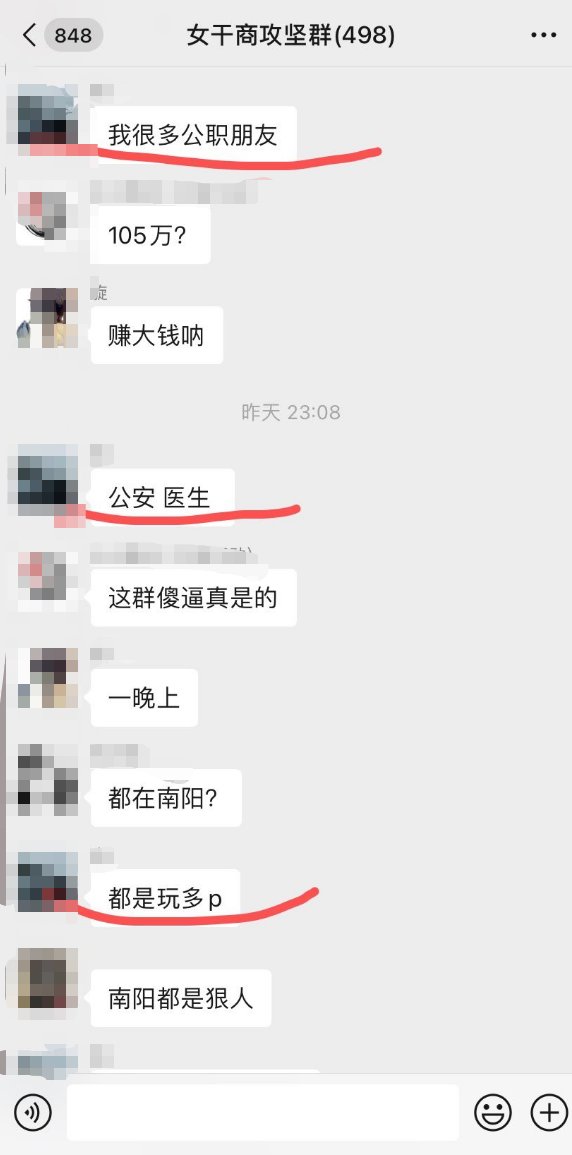 848
女干商攻坚群(498)
我很多公职朋友
105万?
璇
赚大钱呐
昨天 23:08
公安 医生
这群傻逼真是的
一晚上
都在南阳?
都是玩多p
南阳都是狠人